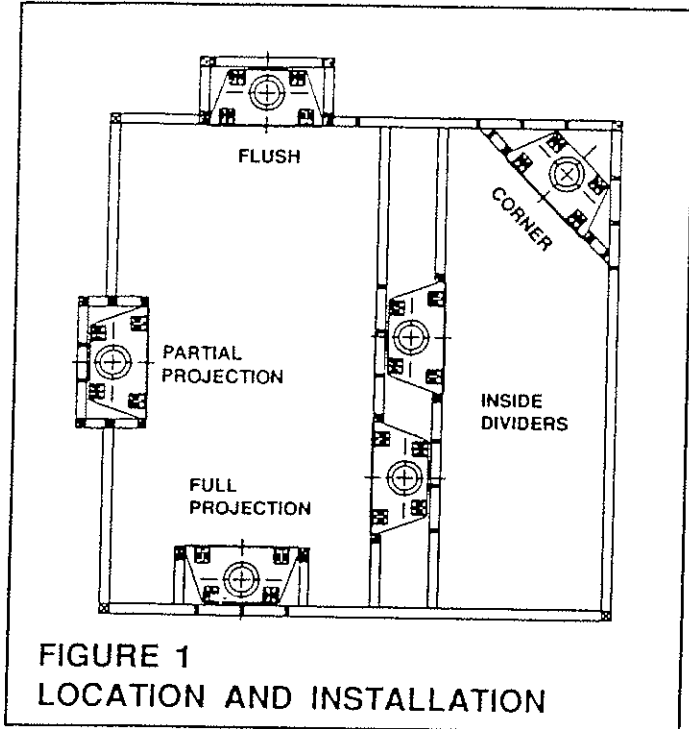 FLUSH
CORNER
PARTIAL
PROJECTION
INSIDE
DIVIDERS
FULL
PROJECTION
FIGURE 1
LOCATION AND INSTALLATION